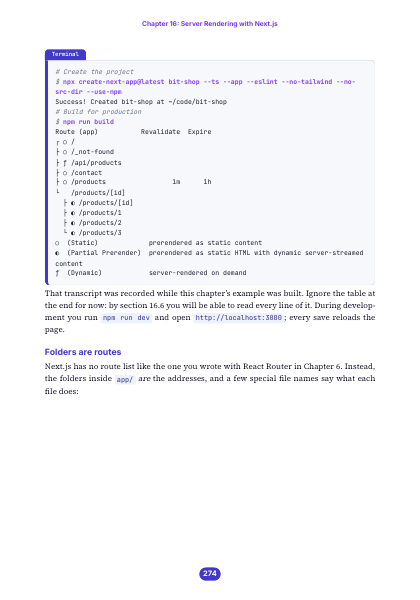 Chapter 16: Server Rendering with Next.js
Terminal
# Create the project
$ npx create-next-app@latest bit-shop --ts --app --eslint --no-tailwind --no-
src-dir --use-npm
Success! Created bit-shop at ~/code/bit-shop
# Build for production
$ npm run build
Route (app)           Revalidate  Expire
┌ ○ /
├ ○ /_not-found
├ ƒ /api/products
├ ○ /contact
├ ○ /products                 1m      1h
└   /products/[id]
  ├ ◐ /products/[id]
  ├ ◐ /products/1
  ├ ◐ /products/2
  └ ◐ /products/3
○  (Static)             prerendered as static content
◐  (Partial Prerender)  prerendered as static HTML with dynamic server-streamed
content
ƒ  (Dynamic)            server-rendered on demand
That transcript was recorded while this chapter's example was built. Ignore the table at
the end for now: by section 16.6 you will be able to read every line of it. During develop-
ment you run npm run dev and open http://localhost:3000; every save reloads the
page.
Folders are routes
Next.js has no route list like the one you wrote with React Router in Chapter 6. Instead,
the folders inside app/ are the addresses, and a few special file names say what each
file does:
274